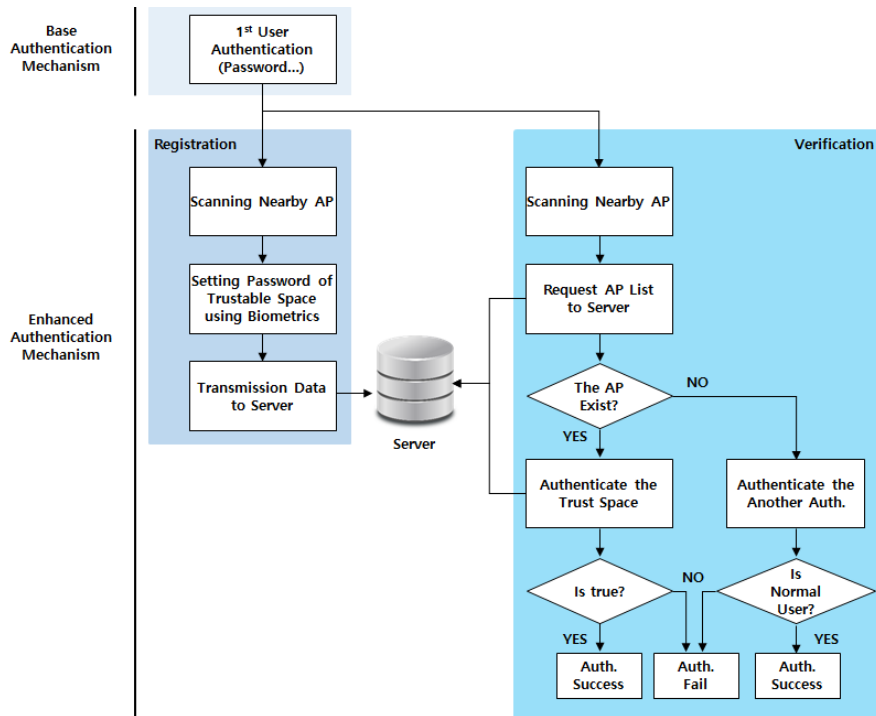 Base
Authentication
Mechanism
1st User
Authentication
(Password...)
Registration
Verification
Scanning Nearby AP
Scanning Nearby AP
Setting Password of
Trustable Space
using Biometrics
Request AP List
to Server
Enhanced
Authentication
Mechanism
Transmission Data
to Server
Server
The AP
Exist?
NO
YES
Authenticate the
Trust Space
Authenticate the
Another Auth.
Is true?
NO
Is
Normal
User?
YES
YES
Auth.
Success
Auth.
Fail
Auth.
Success